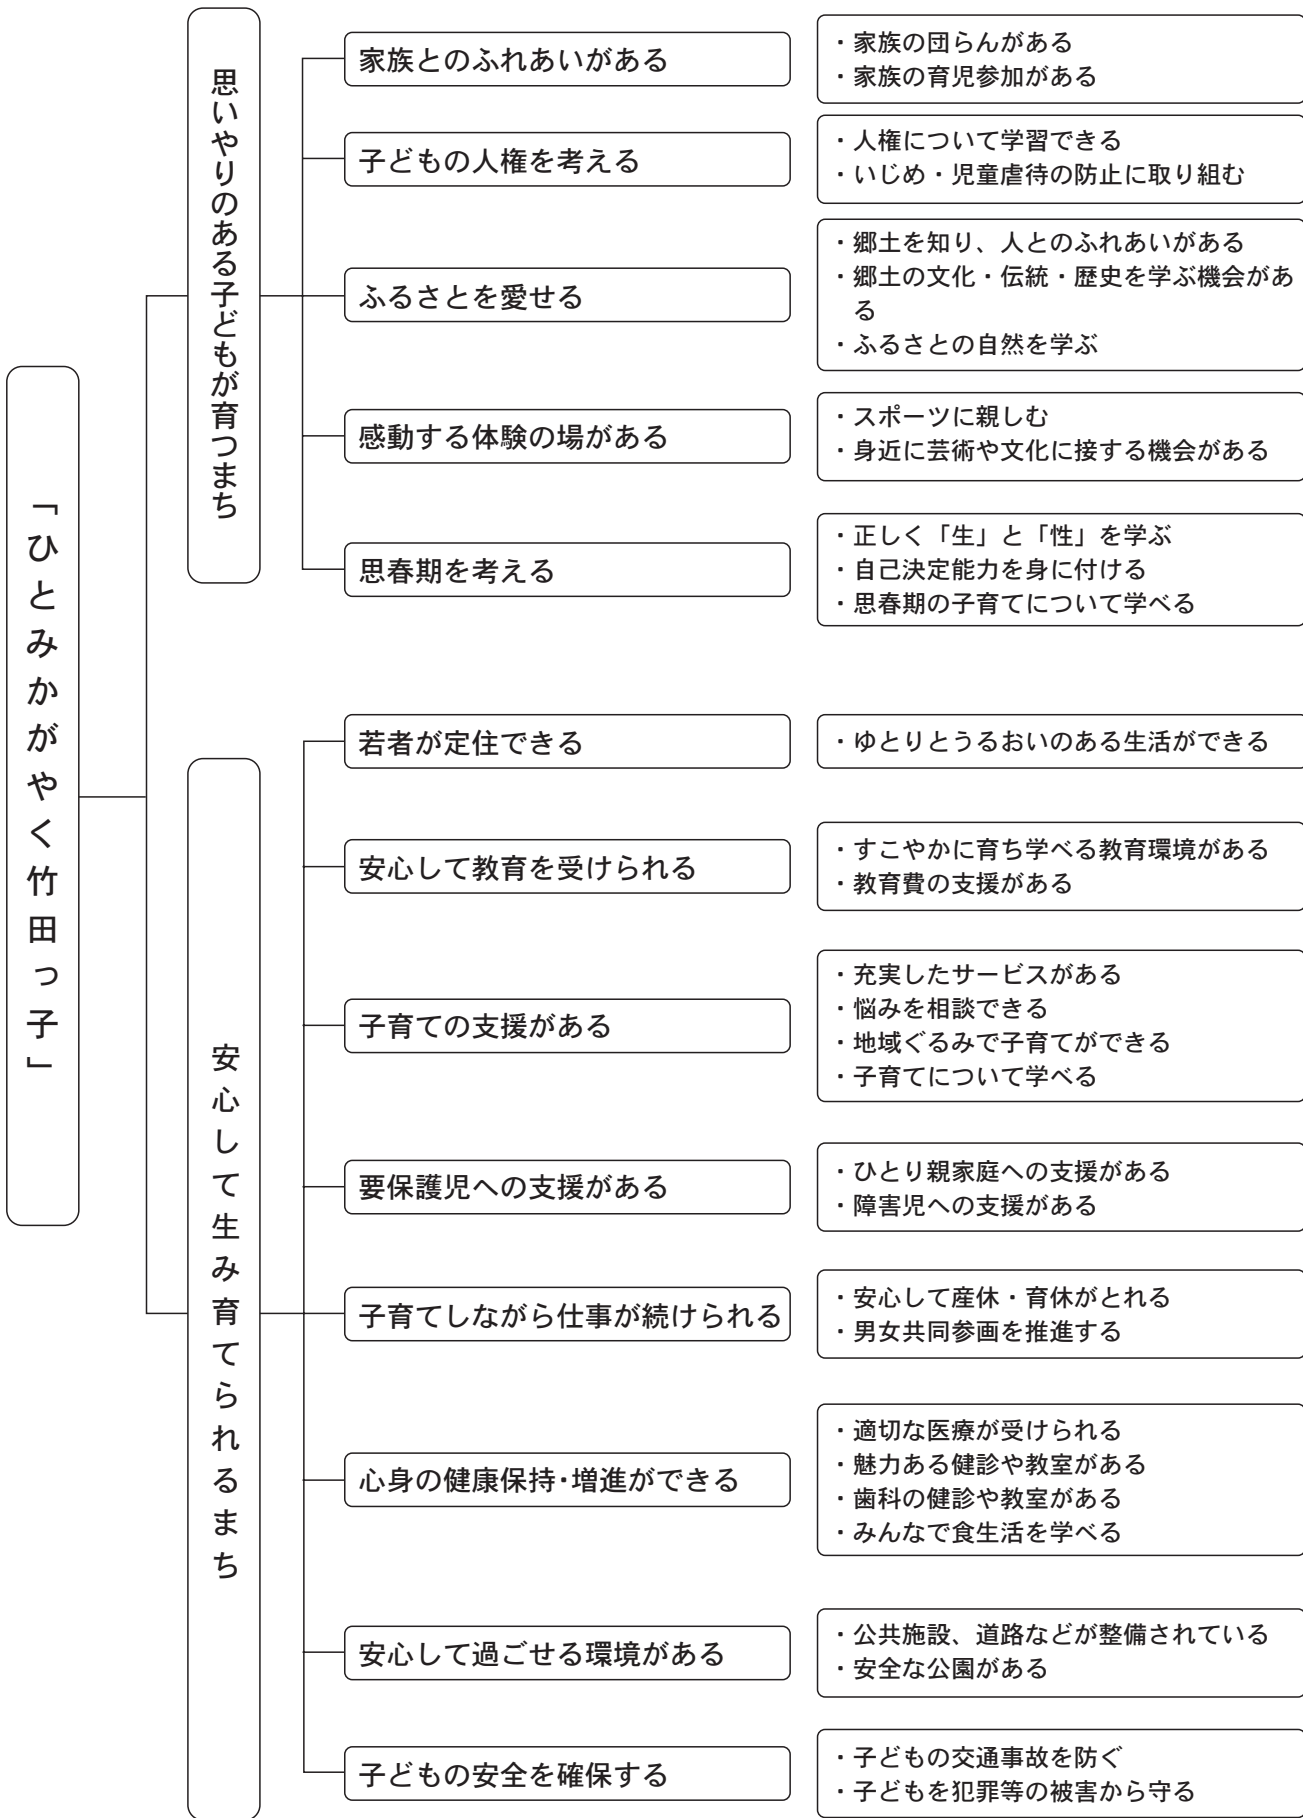 「ひとみかがやく竹田っ子」
思いやりのある子どもが育つまち
家族とのふれあいがある
・家族の団らんがある
・家族の育児参加がある
子どもの人権を考える
・人権について学習できる
・いじめ・児童虐待の防止に取り組む
ふるさとを愛せる
・郷土を知り、人とのふれあいがある
・郷土の文化・伝統・歴史を学ぶ機会があ
る
・ふるさとの自然を学ぶ
感動する体験の場がある
・スポーツに親しむ
・身近に芸術や文化に接する機会がある
思春期を考える
・正しく「生」と「性」を学ぶ
・自己決定能力を身に付ける
・思春期の子育てについて学べる
安心して生み育てられるまち
若者が定住できる
・ゆとりとうるおいのある生活ができる
安心して教育を受けられる
・すこやかに育ち学べる教育環境がある
・教育費の支援がある
子育ての支援がある
・充実したサービスがある
・悩みを相談できる
・地域ぐるみで子育てができる
・子育てについて学べる
要保護児への支援がある
・ひとり親家庭への支援がある
・障害児への支援がある
子育てしながら仕事が続けられる
・安心して産休・育休がとれる
・男女共同参画を推進する
心身の健康保持・増進ができる
・適切な医療が受けられる
・魅力ある健診や教室がある
・歯科の健診や教室がある
・みんなで食生活を学べる
安心して過ごせる環境がある
・公共施設、道路などが整備されている
・安全な公園がある
子どもの安全を確保する
・子どもの交通事故を防ぐ
・子どもを犯罪等の被害から守る